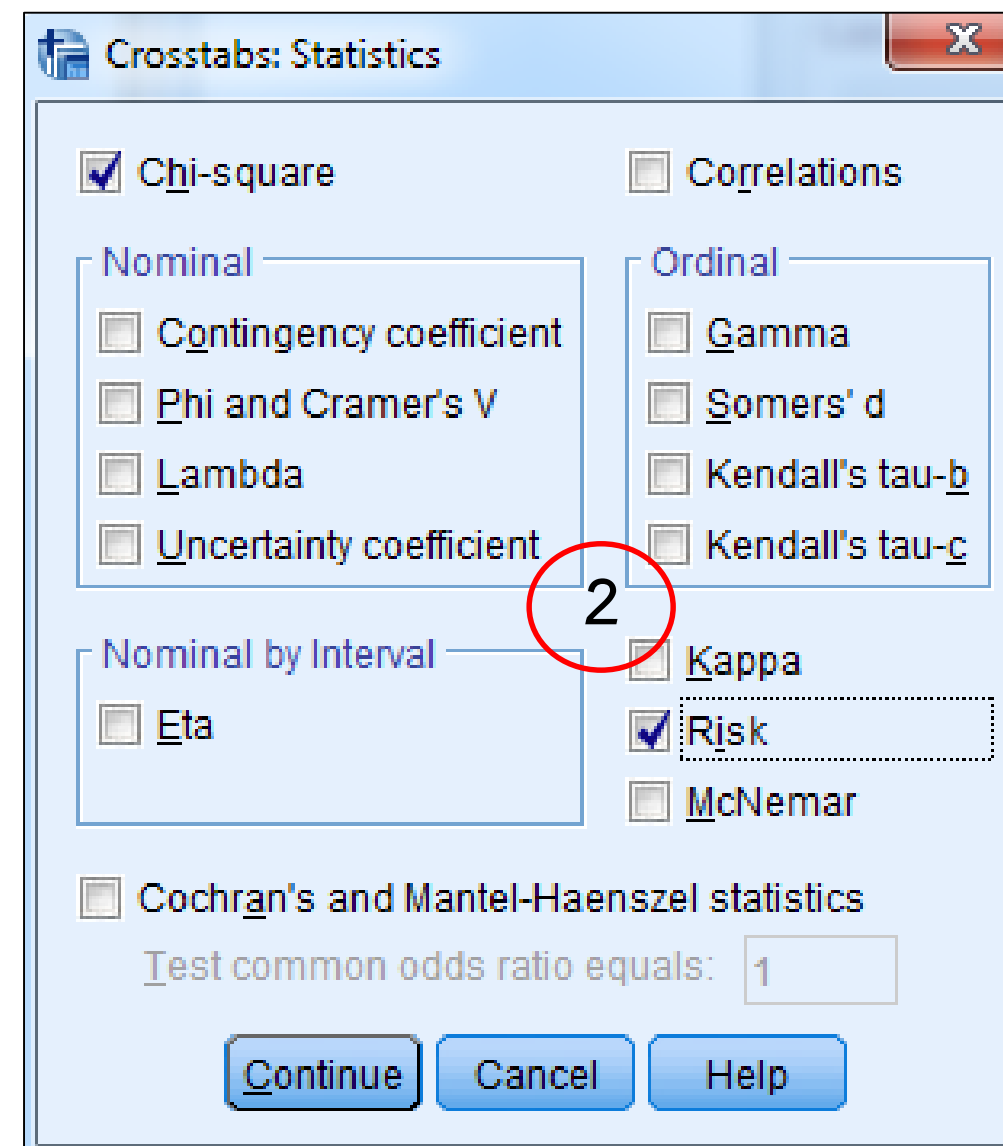 Crosstabs: Statistics
Chi-square
Correlations
Nominal
Contingency coefficient
Phi and Cramer's V
Lambda
Uncertainty coefficient
Ordinal
Gamma
Somers' d
Kendall's tau-b
Kendall's tau-c
2
Nominal by Interval
Eta
Kappa
Risk
McNemar
Cochran's and Mantel-Haenszel statistics
Test common odds ratio equals: 1
Continue Cancel Help